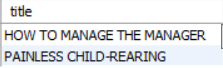 title
HOW TO MANAGE THE MANAGER
PAINLESS CHILD-REARING